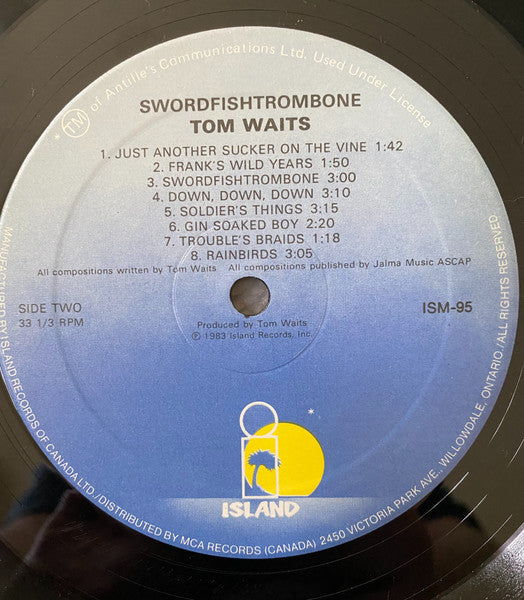 * TM of Antille's Communications Ltd. Used Under License
SWORDFISHTROMBONE
TOM WAITS
1. JUST ANOTHER SUCKER ON THE VINE 1:42
2. FRANK'S WILD YEARS 1:50
3. SWORDFISHTROMBONE 3:00
4. DOWN, DOWN, DOWN 3:10
5. SOLDIER'S THINGS 3:15
6. GIN SOAKED BOY 2:20
7. TROUBLE'S BRAIDS 1:18
8. RAINBIRDS 3:05
All compositions written by Tom Waits All compositions published by Jalma Music ASCAP
SIDE TWO
33 1/3 RPM
ISM-95
Produced by Tom Waits
℗ 1983 Island Records, Inc.
*
ISLAND
MANUFACTURED BY ISLAND RECORDS OF CANADA LTD./DISTRIBUTED BY MCA RECORDS (CANADA) 2450 VICTORIA PARK AVE., WILLOWDALE, ONTARIO./ALL RIGHTS RESERVED.